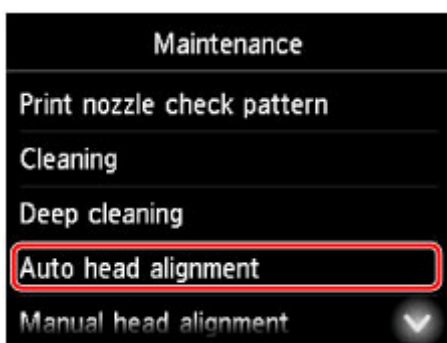 Maintenance
Print nozzle check pattern
Cleaning
Deep cleaning
Auto head alignment
Manual head alignment